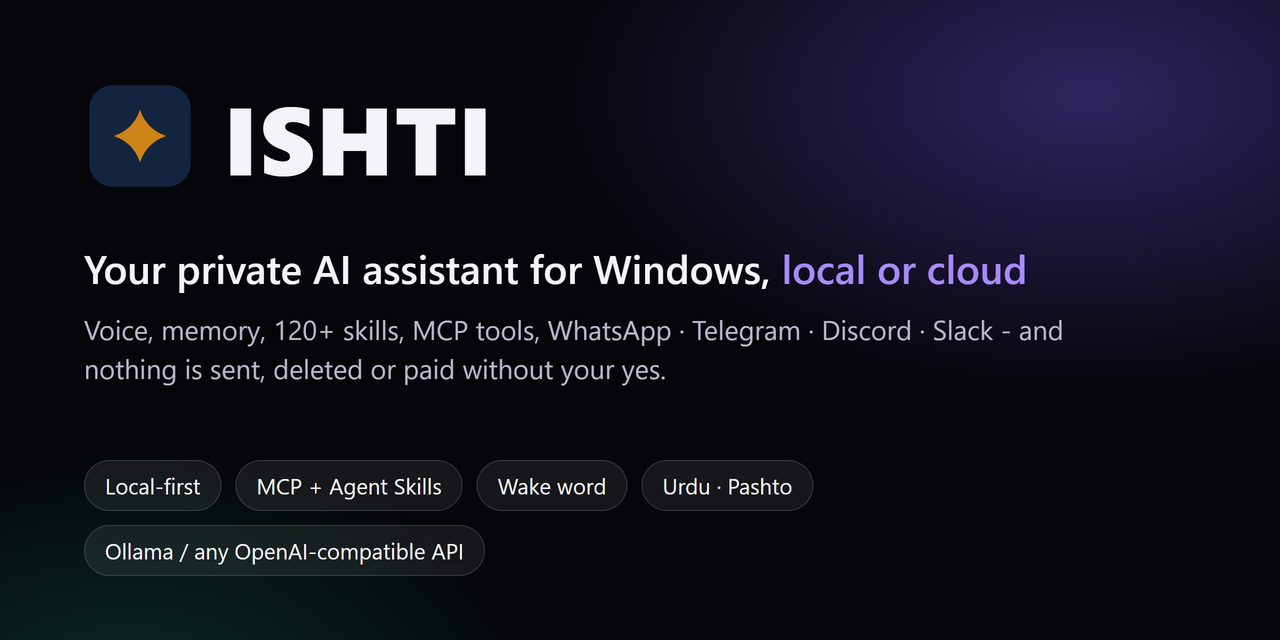 ISHTI
Your private AI assistant for Windows, local or cloud
Voice, memory, 120+ skills, MCP tools, WhatsApp · Telegram · Discord · Slack - and
nothing is sent, deleted or paid without your yes.
Local-first
MCP + Agent Skills
Wake word
Urdu · Pashto
Ollama / any OpenAI-compatible API